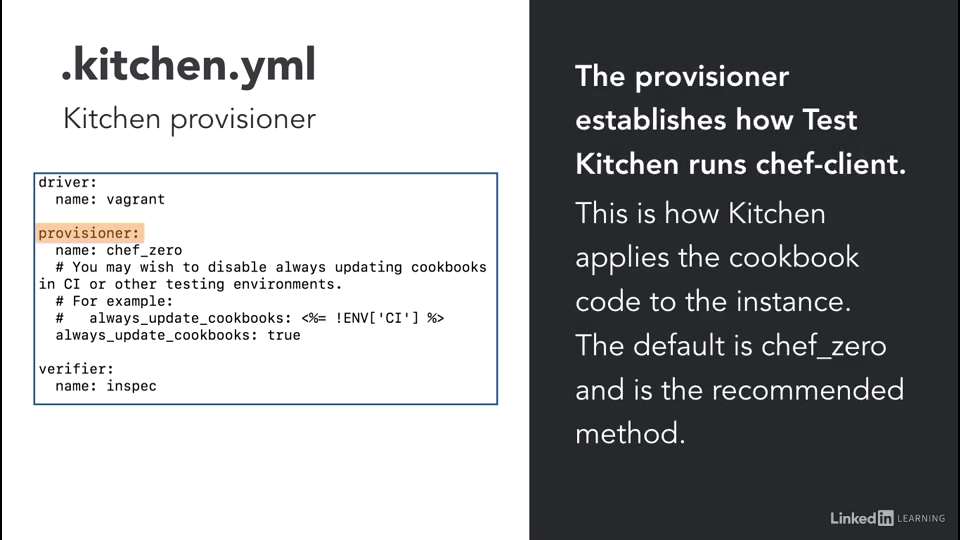 .kitchen.yml
Kitchen provisioner
driver:
  name: vagrant
provisioner:
  name: chef_zero
  # You may wish to disable always updating cookbooks
in CI or other testing environments.
  # For example:
  #   always_update_cookbooks: <%= !ENV['CI'] %>
  always_update_cookbooks: true
verifier:
  name: inspec
The provisioner
establishes how Test
Kitchen runs chef-client.
This is how Kitchen
applies the cookbook
code to the instance.
The default is chef_zero
and is the recommended
method.
Linked in LEARNING